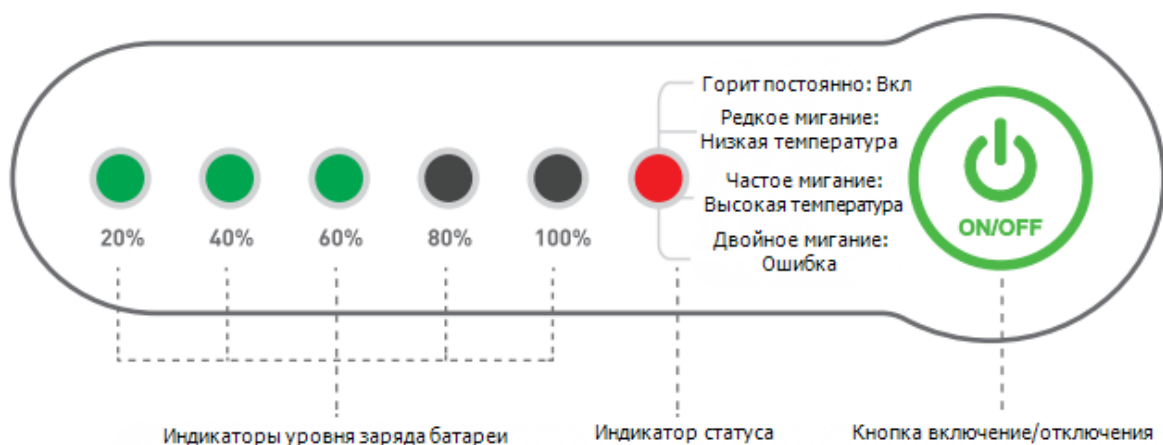 Горит постоянно: Вкл
Редкое мигание:
Низкая температура
Частое мигание:
Высокая температура
Двойное мигание:
Ошибка
ON/OFF
20% 40% 60% 80% 100%
Индикаторы уровня заряда батареи
Индикатор статуса
Кнопка включение/отключения